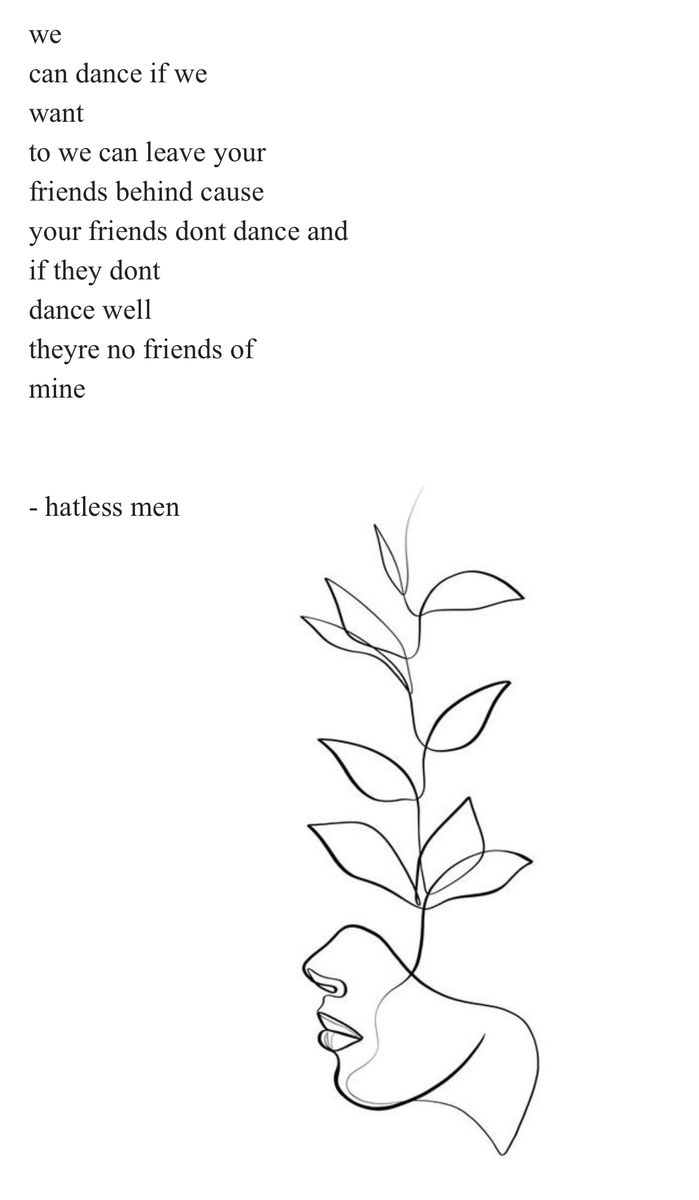 we
can dance if we
want
to we can leave your
friends behind cause
your friends dont dance and
if they dont
dance well
theyre no friends of
mine
- hatless men